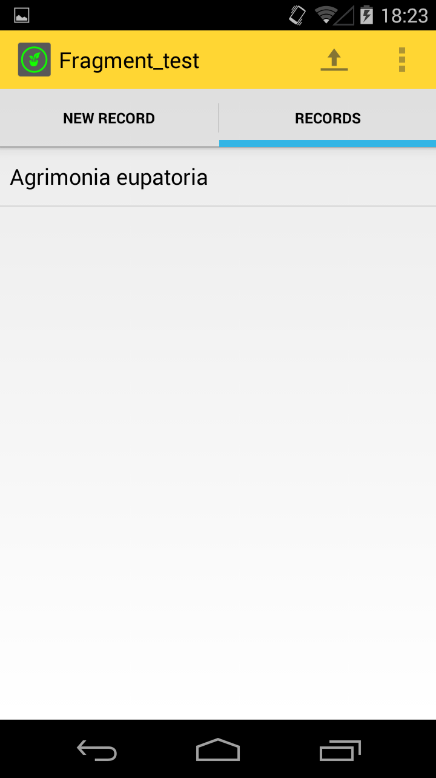 18:23
Fragment_test
NEW RECORD
RECORDS
Agrimonia eupatoria